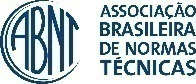 ABNT
ASSOCIAÇÃO
BRASILEIRA
DE NORMAS
TÉCNICAS